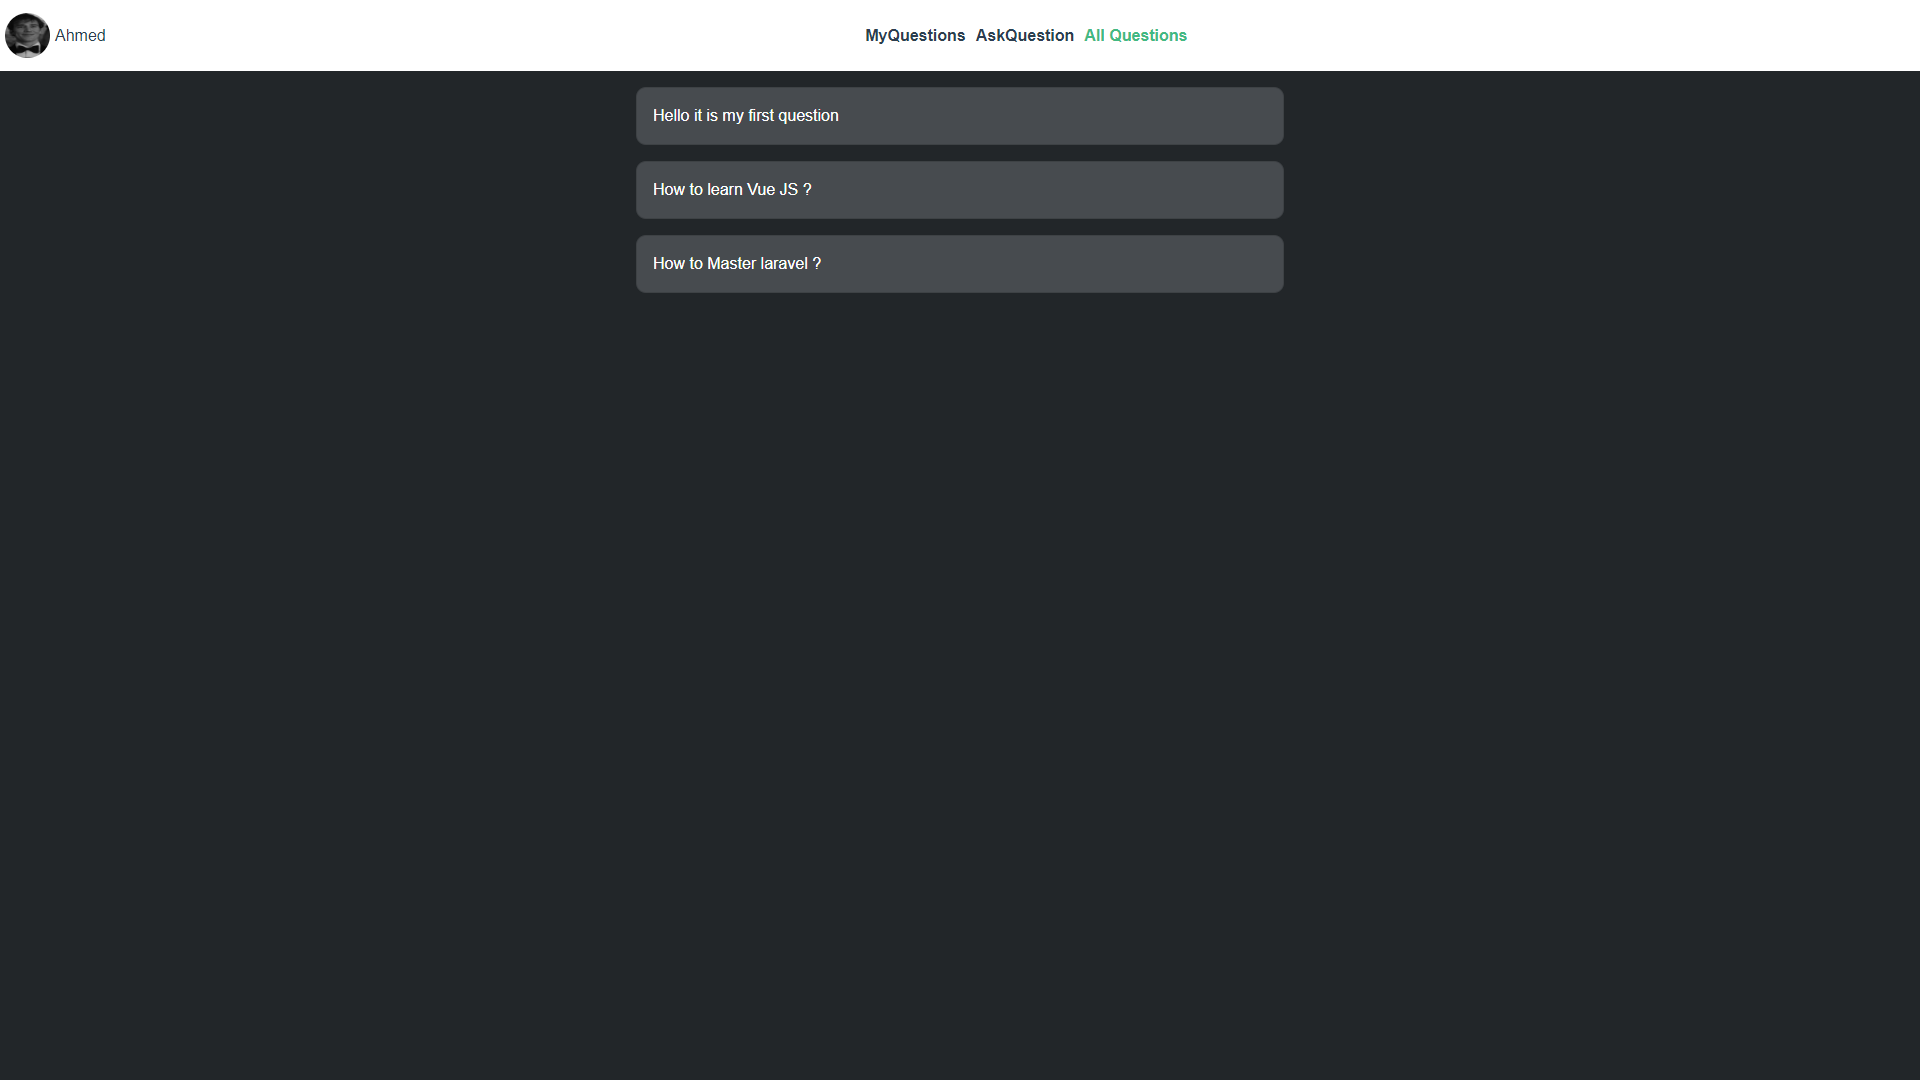 Ahmed
MyQuestions AskQuestion All Questions
Hello it is my first question
How to learn Vue JS ?
How to Master laravel ?